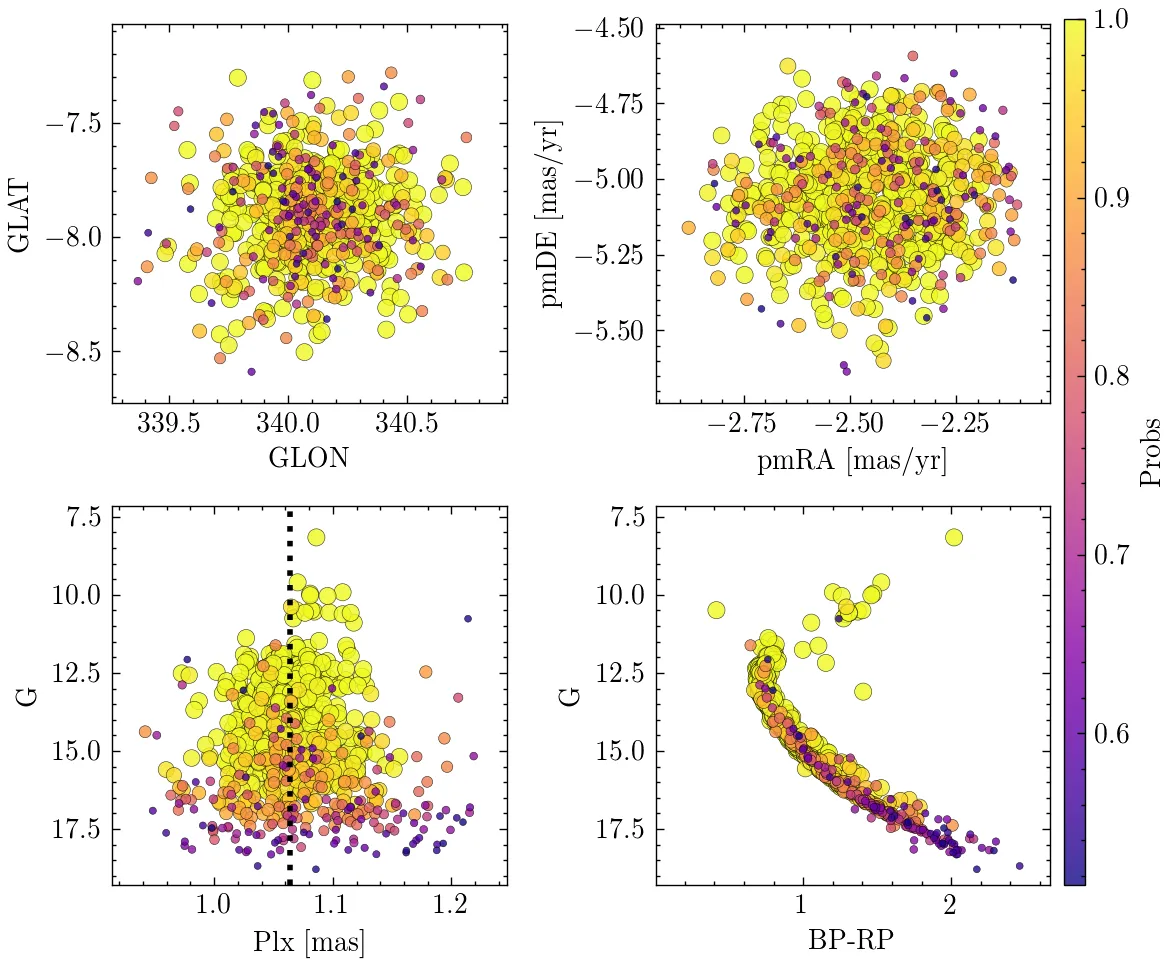 −7.5
−8.0
−8.5
GLAT
339.5 340.0 340.5
GLON
−4.50
−4.75
−5.00
−5.25
−5.50
pmDE [mas/yr]
−2.75 −2.50 −2.25
pmRA [mas/yr]
7.5
10.0
12.5
15.0
17.5
G
1.0 1.1 1.2
Plx [mas]
7.5
10.0
12.5
15.0
17.5
G
1 2
BP-RP
1.0
0.9
0.8
0.7
0.6
Probs